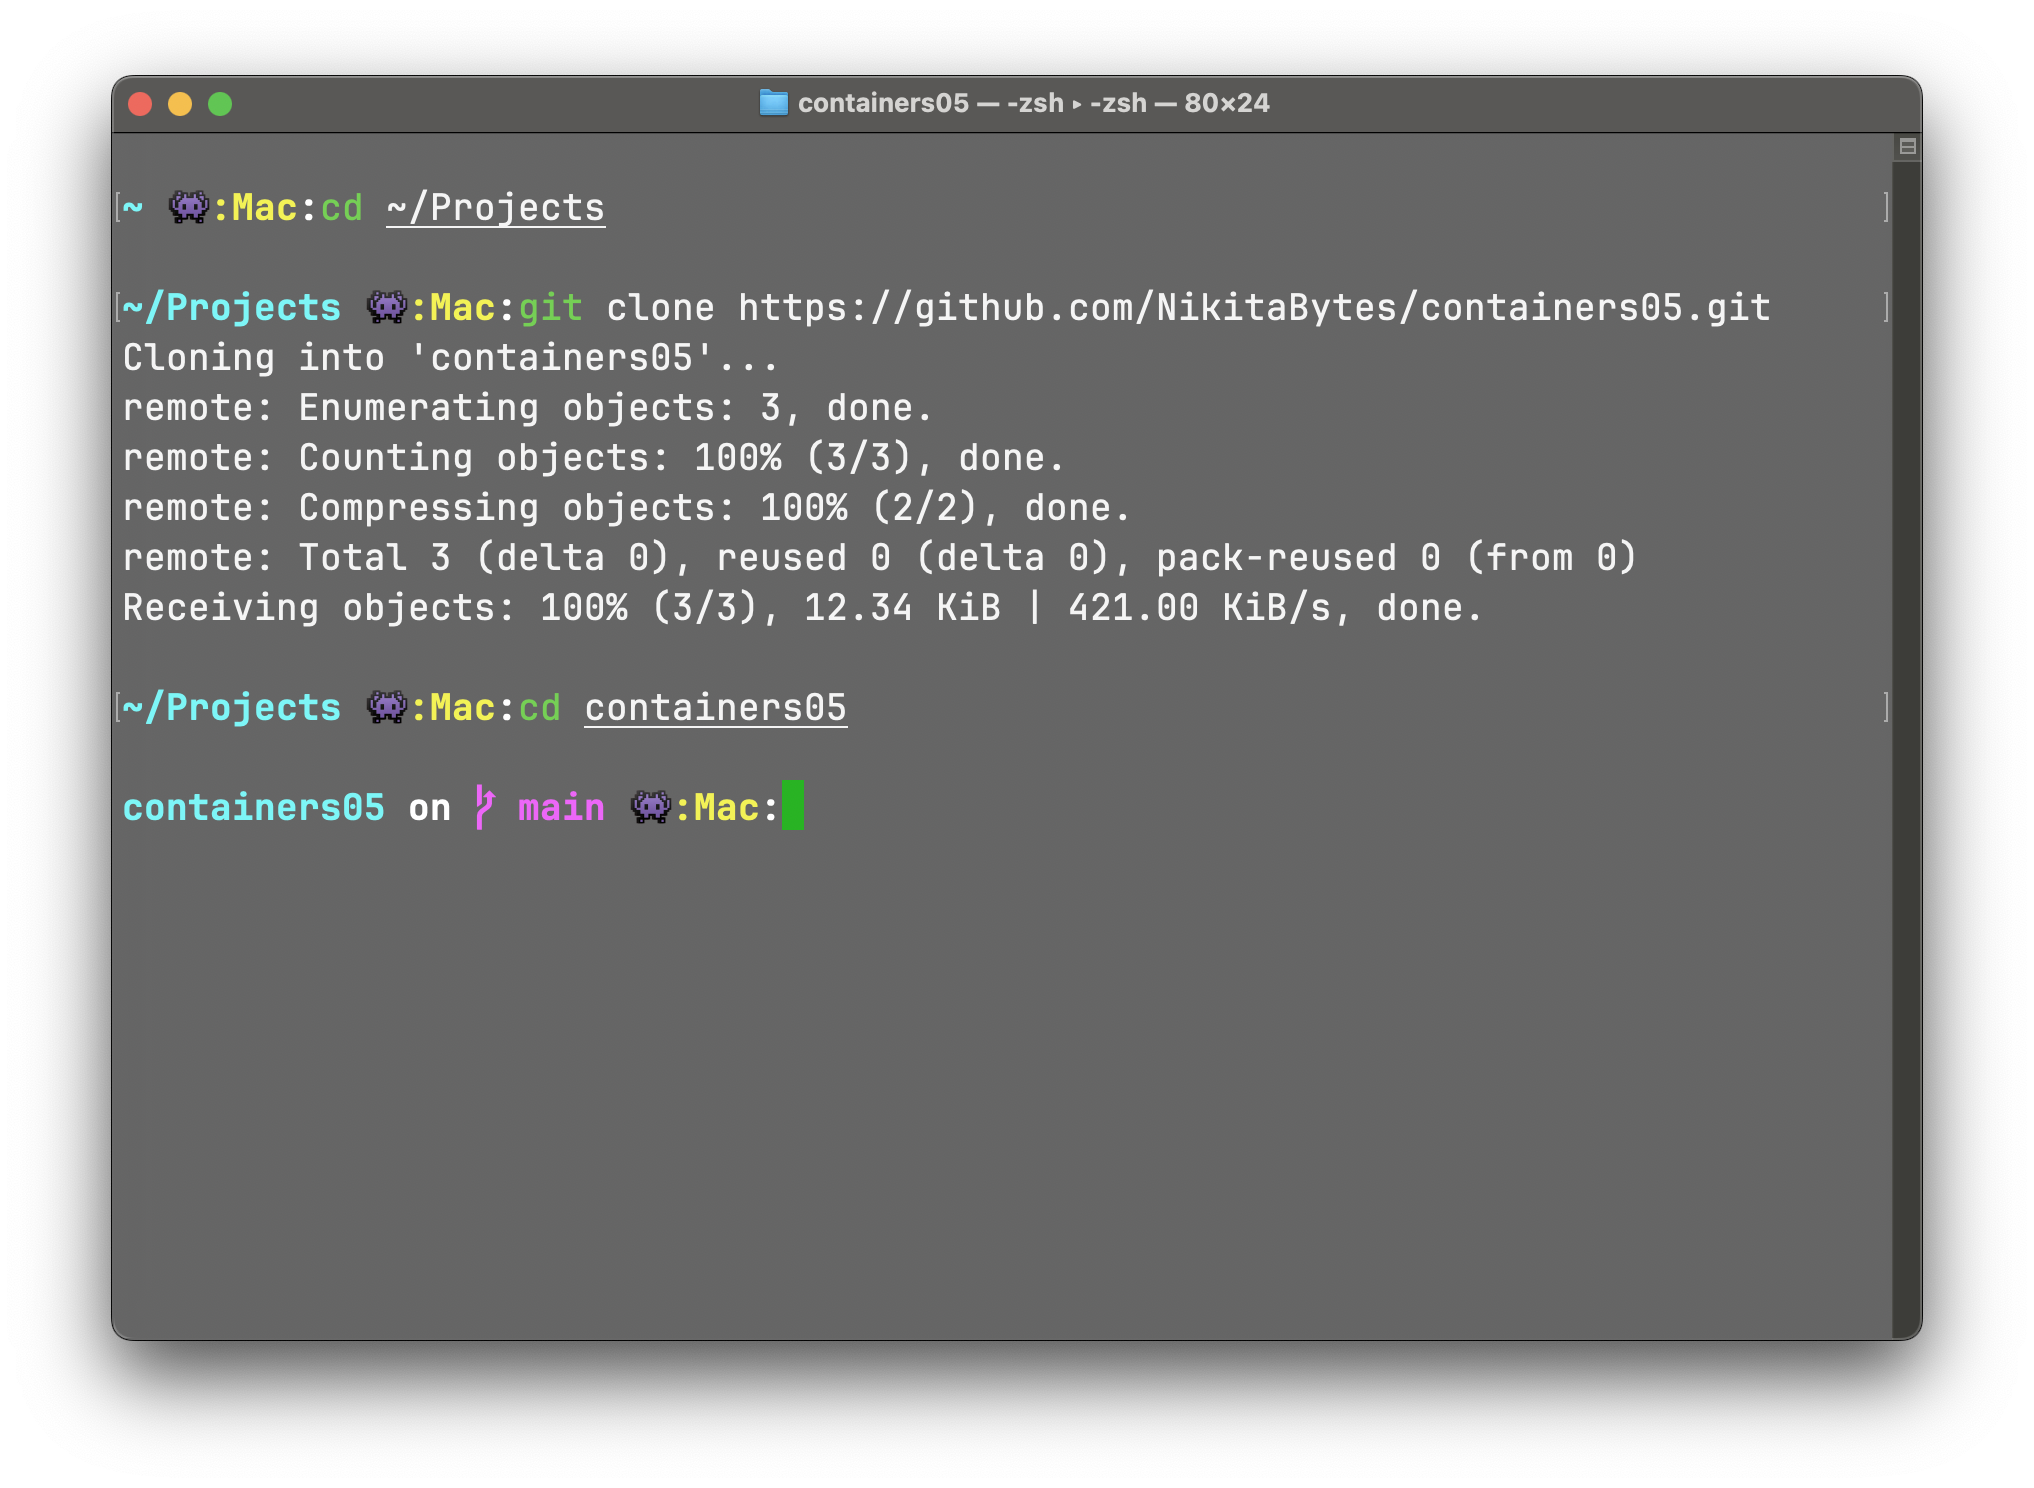 containers05 — -zsh ▸ -zsh — 80×24
~ 👾:Mac:cd ~/Projects
~/Projects 👾:Mac:git clone https://github.com/NikitaBytes/containers05.git
Cloning into 'containers05'...
remote: Enumerating objects: 3, done.
remote: Counting objects: 100% (3/3), done.
remote: Compressing objects: 100% (2/2), done.
remote: Total 3 (delta 0), reused 0 (delta 0), pack-reused 0 (from 0)
Receiving objects: 100% (3/3), 12.34 KiB | 421.00 KiB/s, done.
~/Projects 👾:Mac:cd containers05
containers05 on  main 👾:Mac: